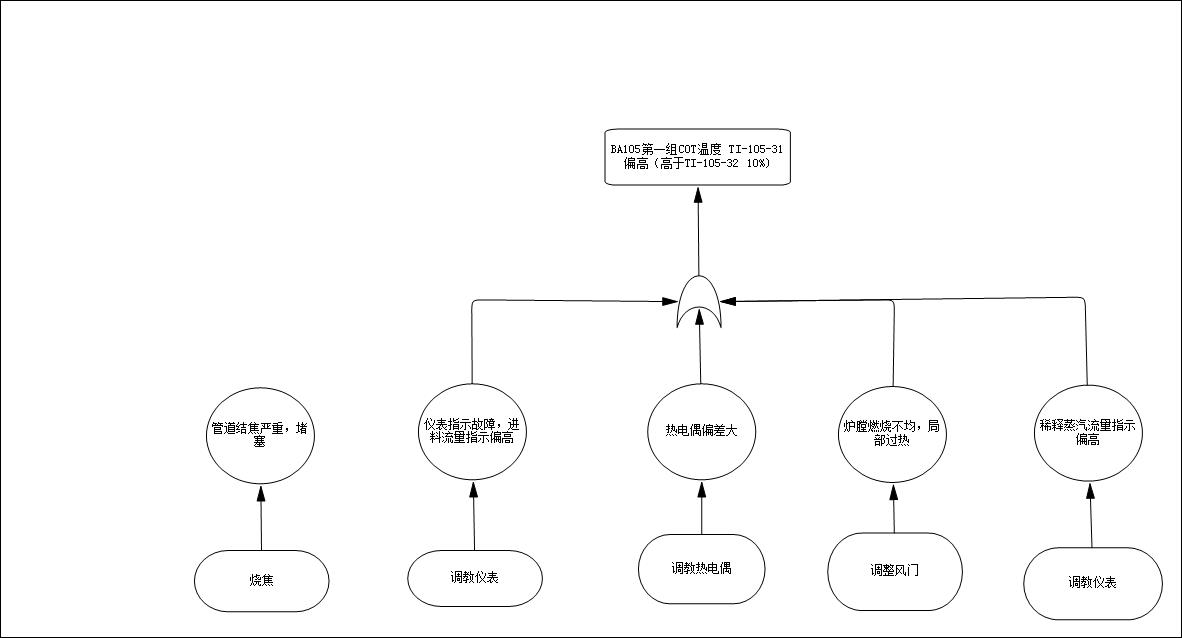 BA105第一组COT温度 TI-105-31
偏高（高于TI-105-32 10%）
管道结焦严重，堵
塞
仪表指示故障，进
料流量指示偏高
热电偶偏差大
炉膛燃烧不均，局
部过热
稀释蒸汽流量指示
偏高
烧焦
调教仪表
调教热电偶
调整风门
调教仪表